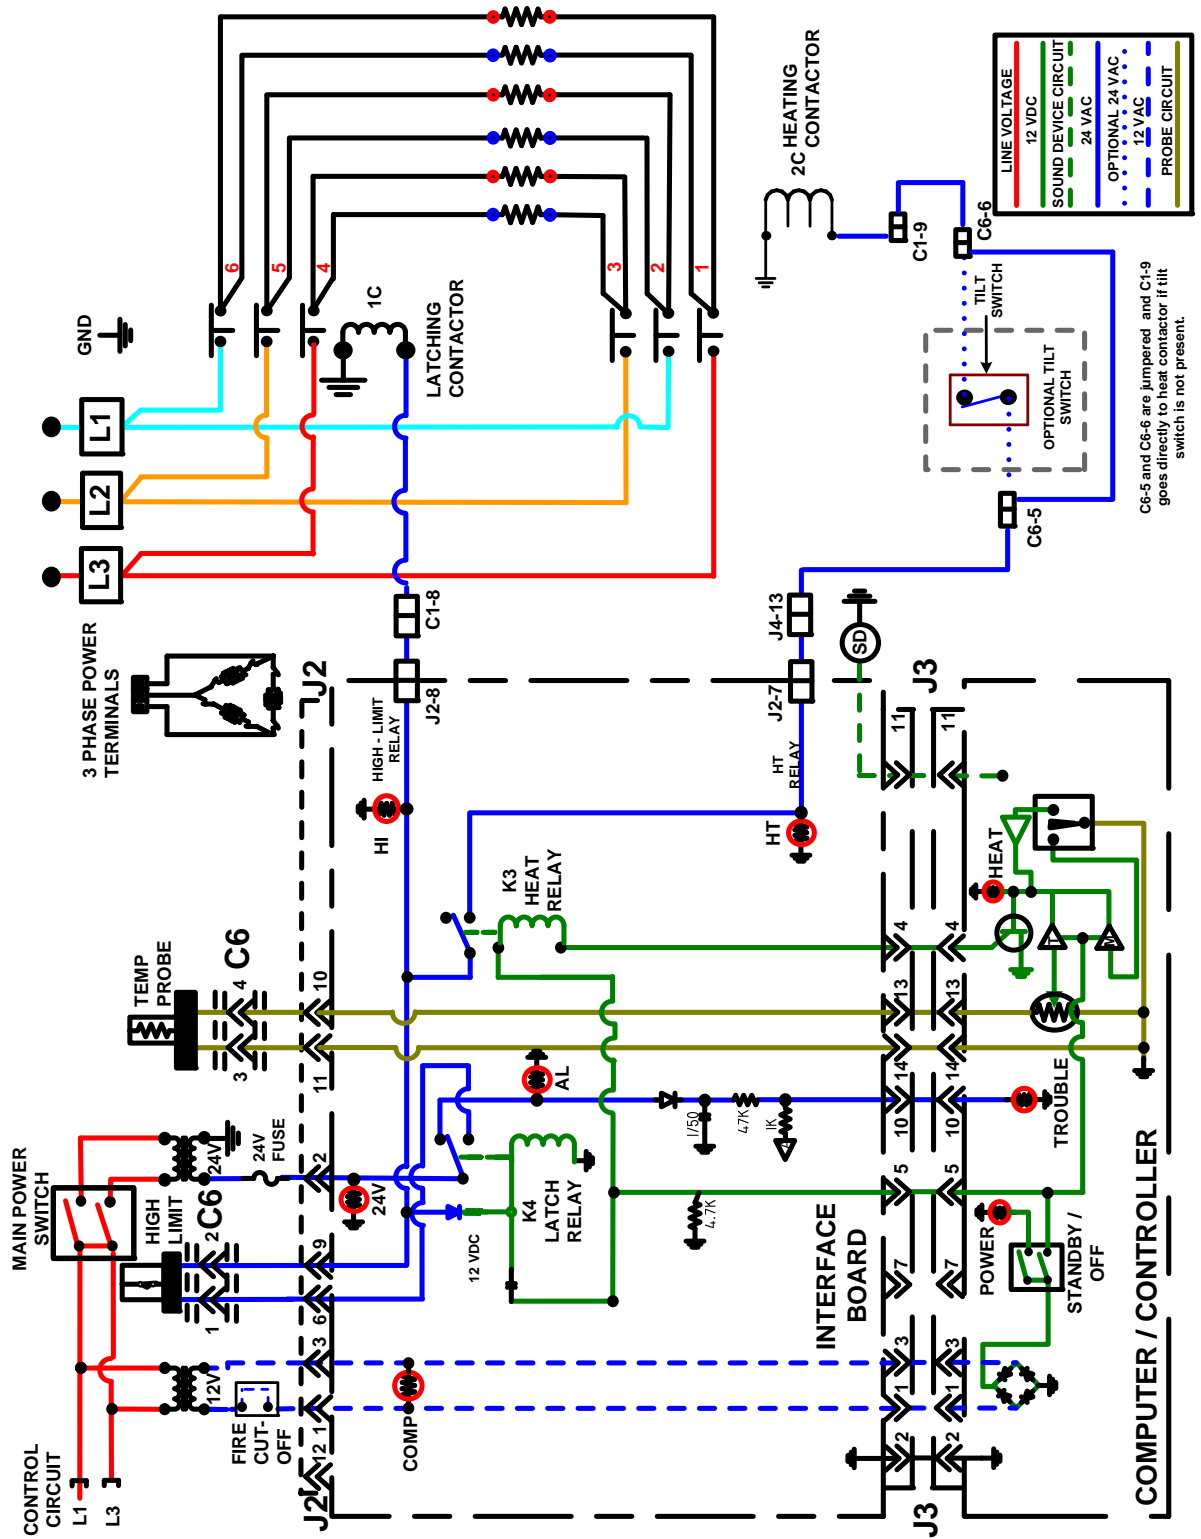 CONTROL
CIRCUIT
L1
L3
MAIN POWER
SWITCH
12V
FIRE
CUT-
OFF
HIGH
LIMIT
C6
1
2
24V
24V
FUSE
TEMP
PROBE
C6
3
4
3 PHASE POWER
TERMINALS
L3
L2
L1
GND
J2
12
1
3
6
9
2
11
10
J2
COMP
12 VDC
24V
K4
LATCH
RELAY
AL
1/50
47K
1K
A
4.7K
K3
HEAT
RELAY
HI
HIGH - LIMIT
RELAY
J2-8
C1-8
HT
HT
RELAY
J2-7
J4-13
SD
1C
LATCHING
CONTACTOR
6
5
4
3
2
1
2C HEATING
CONTACTOR
C1-9
C6-6
C6-5
TILT
SWITCH
OPTIONAL TILT
SWITCH
C6-5 and C6-6 are jumpered and C1-9
goes directly to heat contactor if tilt
switch is not present.
LINE VOLTAGE
12 VDC
SOUND DEVICE CIRCUIT
24 VAC
OPTIONAL 24 VAC
12 VAC
PROBE CIRCUIT
INTERFACE
BOARD
J3
2
1
3
7
5
10
14
13
4
11
J3
2
1
3
7
5
10
14
13
4
11
POWER
STANDBY /
OFF
TROUBLE
HEAT
T
M
COMPUTER / CONTROLLER